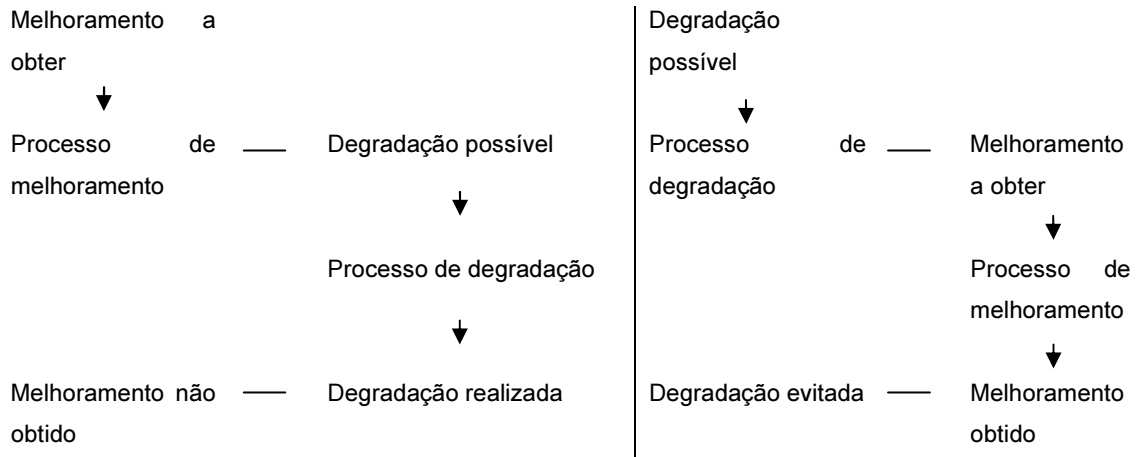 Melhoramento a
obter
Processo de
melhoramento
Degradação possível
Processo de degradação
Melhoramento não
obtido
Degradação realizada
Degradação
possível
Processo de
degradação
Melhoramento
a obter
Processo de
melhoramento
Degradação evitada
Melhoramento
obtido